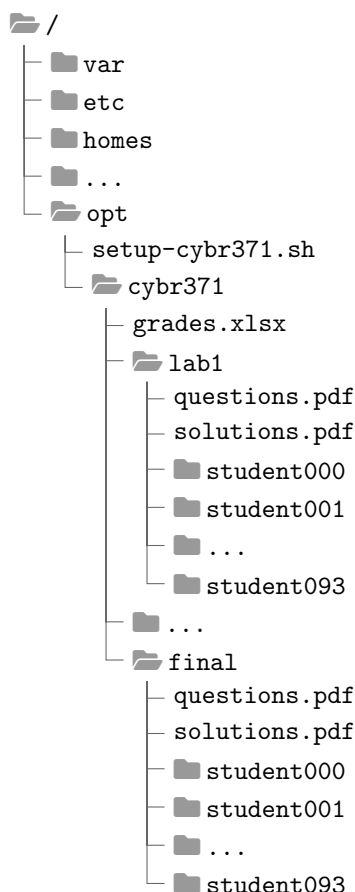 /
var
etc
homes
...
opt
setup-cybr371.sh
cybr371
grades.xlsx
lab1
questions.pdf
solutions.pdf
student000
student001
...
student093
...
final
questions.pdf
solutions.pdf
student000
student001
...
student093